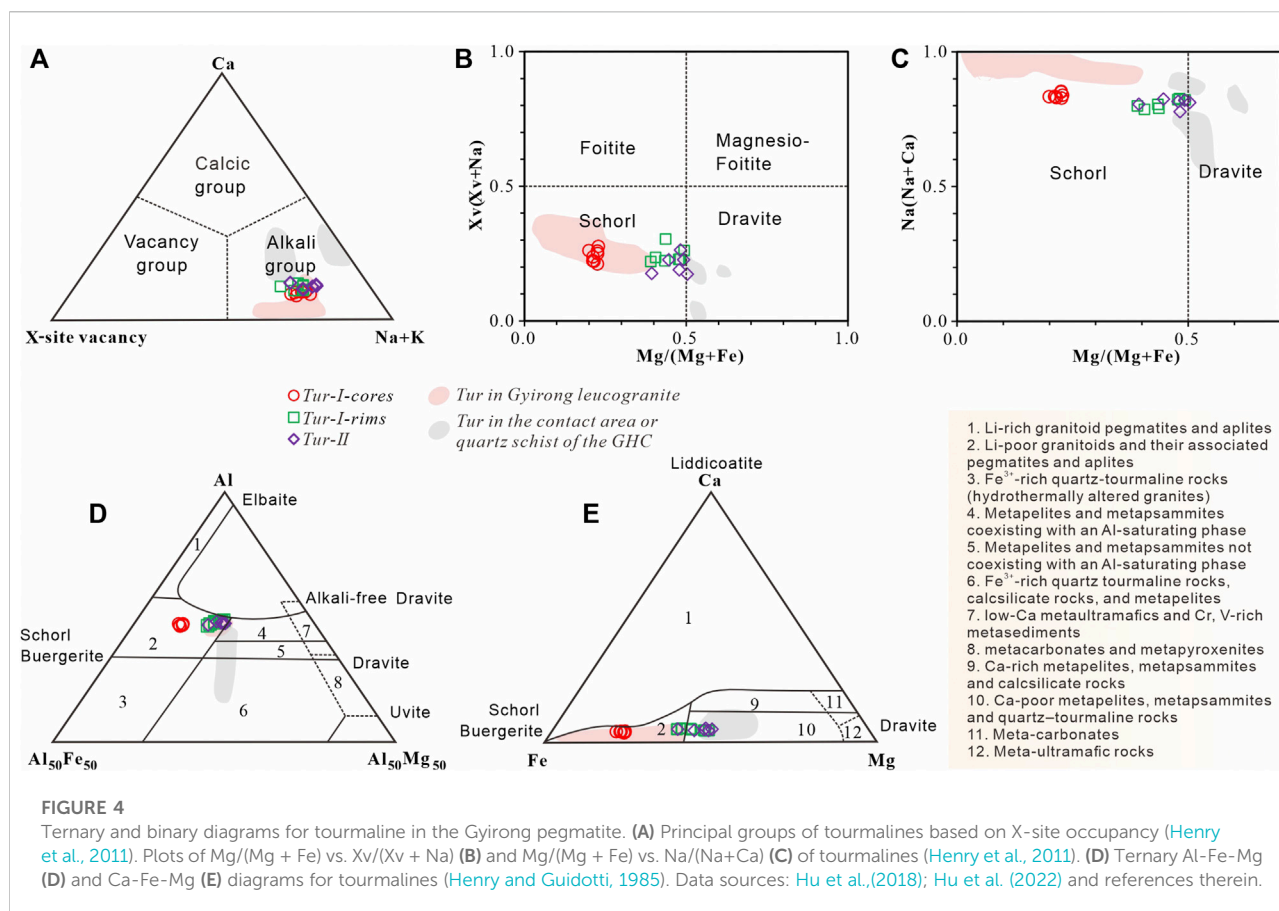 A
Ca
Calcic
group
Vacancy
group
Alkali
group
X-site vacancy
Na+K
B
1.0
0.5
0.0
Xv(Xv+Na)
Foitite
Magnesio-
Foitite
Schorl
Dravite
0.0
0.5
1.0
Mg/(Mg+Fe)
C
1.0
0.5
0.0
Na(Na+Ca)
Schorl
Dravite
0.5
Mg/(Mg+Fe)
Tur-I-cores
Tur-I-rims
Tur-II
Tur in Gyirong leucogranite
Tur in the contact area or
quartz schist of the GHC
D
Al
Elbaite
1
Alkali-free Dravite
Schorl
Buergerite
2
4
7
5
Dravite
8
3
6
Uvite
Al50Fe50
Al50Mg50
E
Liddicoatite
Ca
1
Schorl
Buergerite
9
11
Dravite
2
10
12
Fe
Mg
1. Li-rich granitoid pegmatites and aplites
2. Li-poor granitoids and their associated
pegmatites and aplites
3. Fe³⁺-rich quartz-tourmaline rocks
(hydrothermally altered granites)
4. Metapelites and metapsammites
coexisting with an Al-saturating phase
5. Metapelites and metapsammites not
coexisting with an Al-saturating phase
6. Fe³⁺-rich quartz tourmaline rocks,
calcsilicate rocks, and metapelites
7. low-Ca metaultramafics and Cr, V-rich
metasediments
8. metacarbonates and metapyroxenites
9. Ca-rich metapelites, metapsammites
and calcsilicate rocks
10. Ca-poor metapelites, metapsammites
and quartz–tourmaline rocks
11. Meta-carbonates
12. Meta-ultramafic rocks
FIGURE 4
Ternary and binary diagrams for tourmaline in the Gyirong pegmatite. (A) Principal groups of tourmalines based on X-site occupancy (Henry
et al., 2011). Plots of Mg/(Mg + Fe) vs. Xv/(Xv + Na) (B) and Mg/(Mg + Fe) vs. Na/(Na+Ca) (C) of tourmalines (Henry et al., 2011). (D) Ternary Al-Fe-Mg
(D) and Ca-Fe-Mg (E) diagrams for tourmalines (Henry and Guidotti, 1985). Data sources: Hu et al.,(2018); Hu et al. (2022) and references therein.